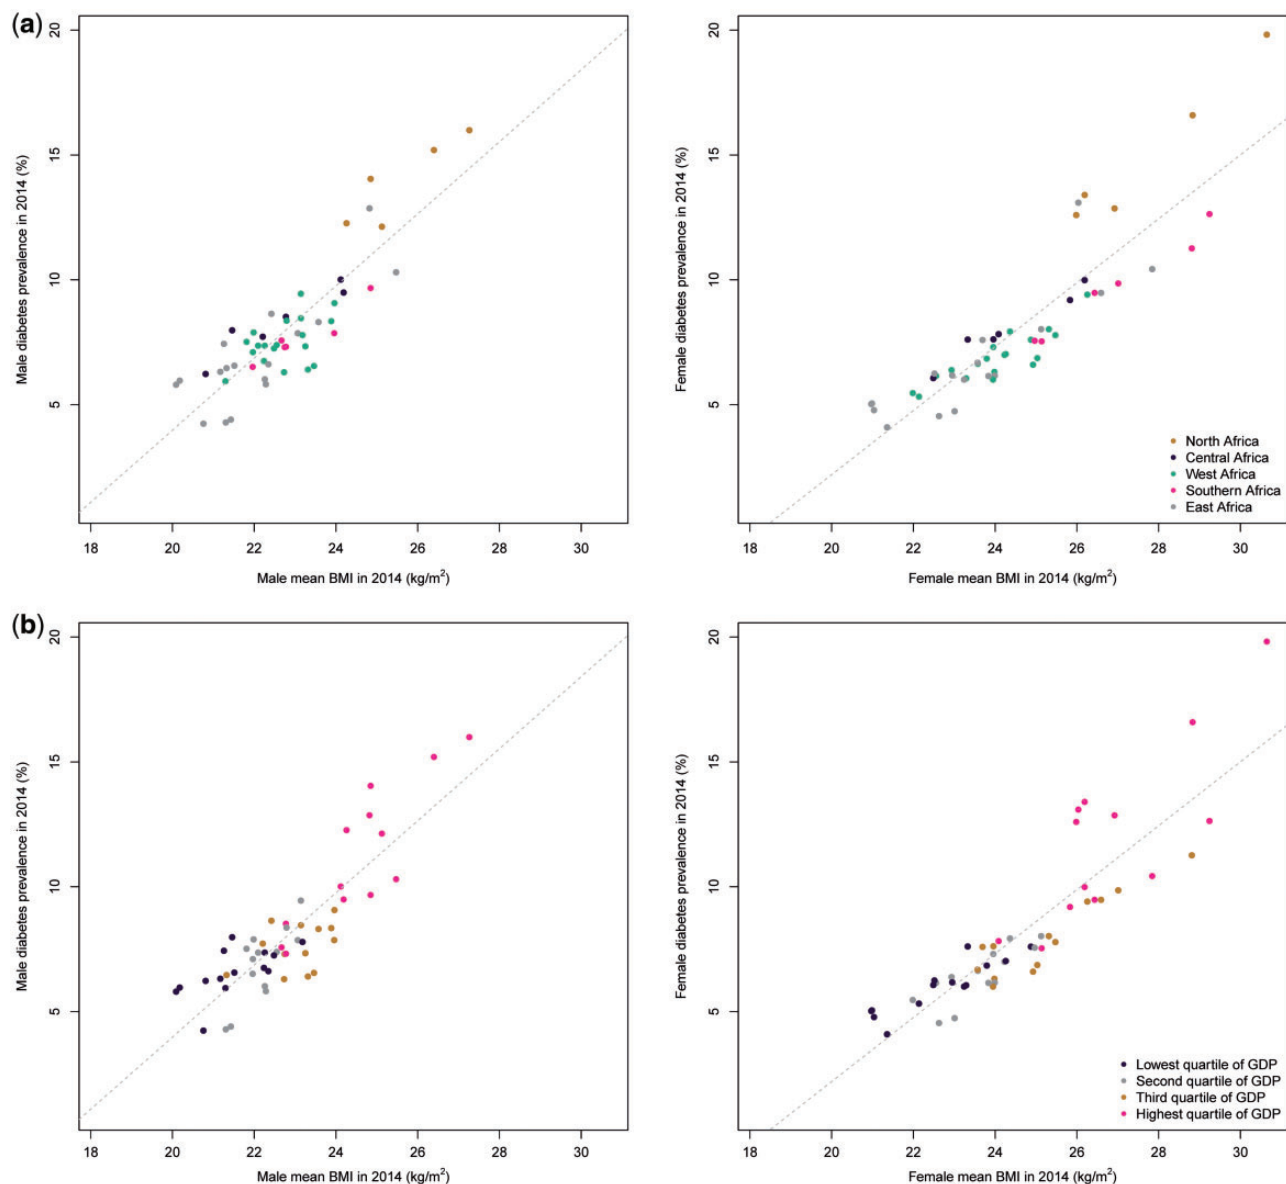 (a)
20
15
10
5
Male diabetes prevalence in 2014 (%)
18 20 22 24 26 28 30
Male mean BMI in 2014 (kg/m²)
20
15
10
5
Female diabetes prevalence in 2014 (%)
North Africa
Central Africa
West Africa
Southern Africa
East Africa
18 20 22 24 26 28 30
Female mean BMI in 2014 (kg/m²)
(b)
20
15
10
5
Male diabetes prevalence in 2014 (%)
18 20 22 24 26 28 30
Male mean BMI in 2014 (kg/m²)
20
15
10
5
Female diabetes prevalence in 2014 (%)
Lowest quartile of GDP
Second quartile of GDP
Third quartile of GDP
Highest quartile of GDP
18 20 22 24 26 28 30
Female mean BMI in 2014 (kg/m²)